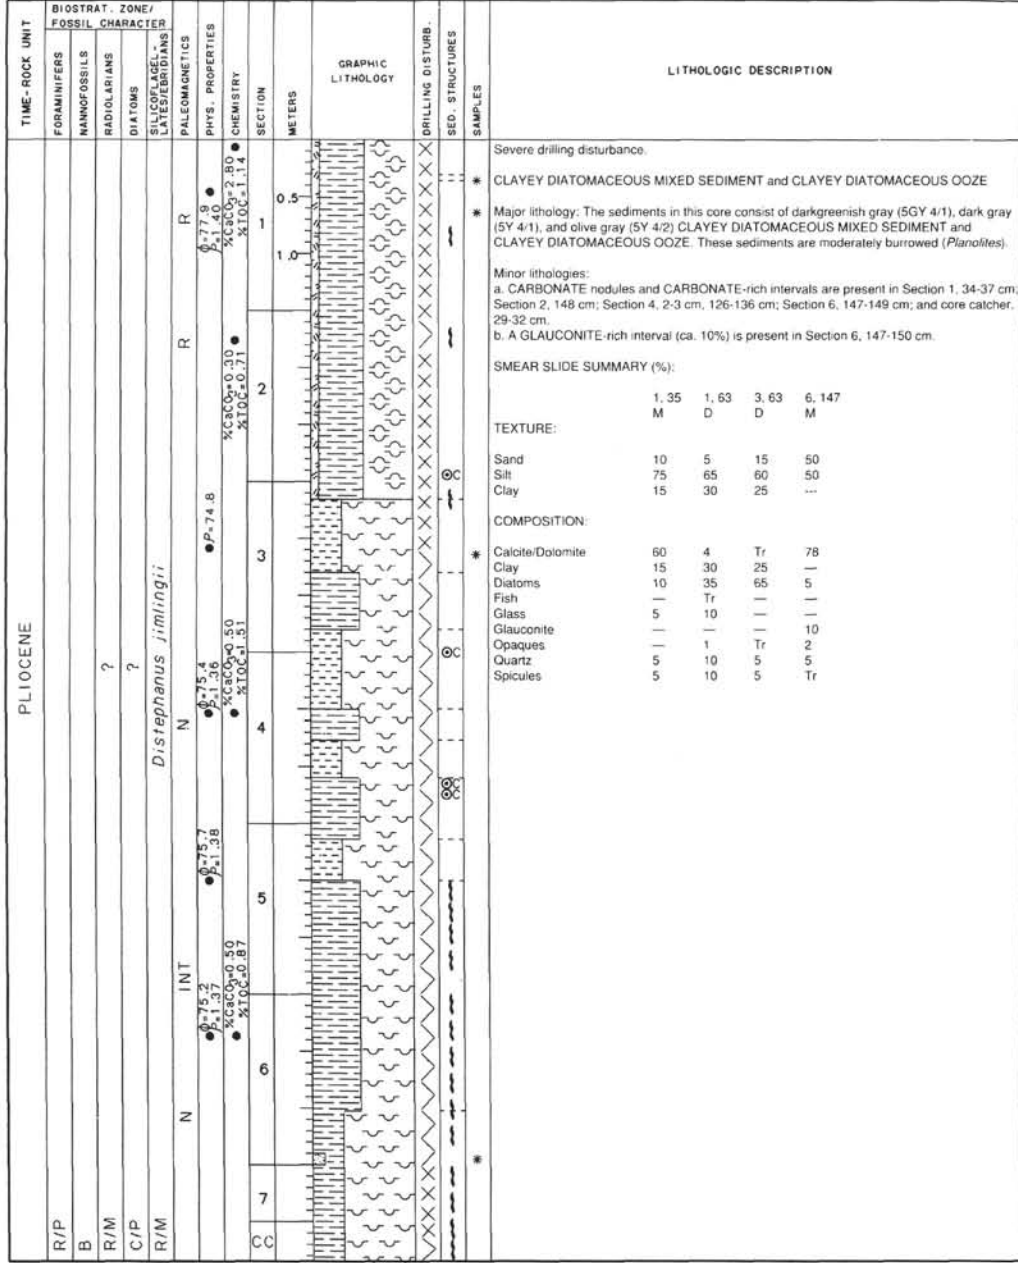 TIME-ROCK UNIT
BIOSTRAT. ZONE/
FOSSIL CHARACTER
FORAMINIFERS
NANNOFOSSILS
RADIOLARIANS
DIATOMS
SILICOFLAGEL-
LATES/EBRIDIANS
PALEOMAGNETICS
PHYS. PROPERTIES
CHEMISTRY
SECTION
METERS
GRAPHIC
LITHOLOGY
DRILLING DISTURB.
SED. STRUCTURES
SAMPLES
LITHOLOGIC DESCRIPTION
PLIOCENE
R/P
B
R/M
?
C/P
?
R/M
Distephanus jimlingii
R
R
N
INT
N
Φ=77.9
P=1.40
P=74.8
Φ=75.4
P=1.36
Φ=75.7
P=1.38
Φ=75.2
P=1.37
%CaCO3=2.80
%TOC=1.14
%CaCO3=0.30
%TOC=0.71
%CaCO3=0.50
%TOC=1.51
%CaCO3=0.50
%TOC=0.87
1
2
3
4
5
6
7
CC
0.5
1.0
C
C
C
C
Severe drilling disturbance.
CLAYEY DIATOMACEOUS MIXED SEDIMENT and CLAYEY DIATOMACEOUS OOZE
Major lithology: The sediments in this core consist of darkgreenish gray (5GY 4/1), dark gray
(5Y 4/1), and olive gray (5Y 4/2) CLAYEY DIATOMACEOUS MIXED SEDIMENT and
CLAYEY DIATOMACEOUS OOZE. These sediments are moderately burrowed (Planolites).
Minor lithologies:
a. CARBONATE nodules and CARBONATE-rich intervals are present in Section 1, 34-37 cm;
Section 2, 148 cm; Section 4, 2-3 cm, 126-136 cm; Section 6, 147-149 cm; and core catcher,
29-32 cm.
b. A GLAUCONITE-rich interval (ca. 10%) is present in Section 6, 147-150 cm.
SMEAR SLIDE SUMMARY (%):
1, 35 1, 63 3, 63 6, 147
M D D M
TEXTURE:
Sand 10 5 15 50
Silt 75 65 60 50
Clay 15 30 25 ---
COMPOSITION:
Calcite/Dolomite 60 4 Tr 78
Clay 15 30 25 —
Diatoms 10 35 65 5
Fish — Tr — —
Glass 5 10 — —
Glauconite — — — 10
Opaques — 1 Tr 2
Quartz 5 10 5 5
Spicules 5 10 5 Tr